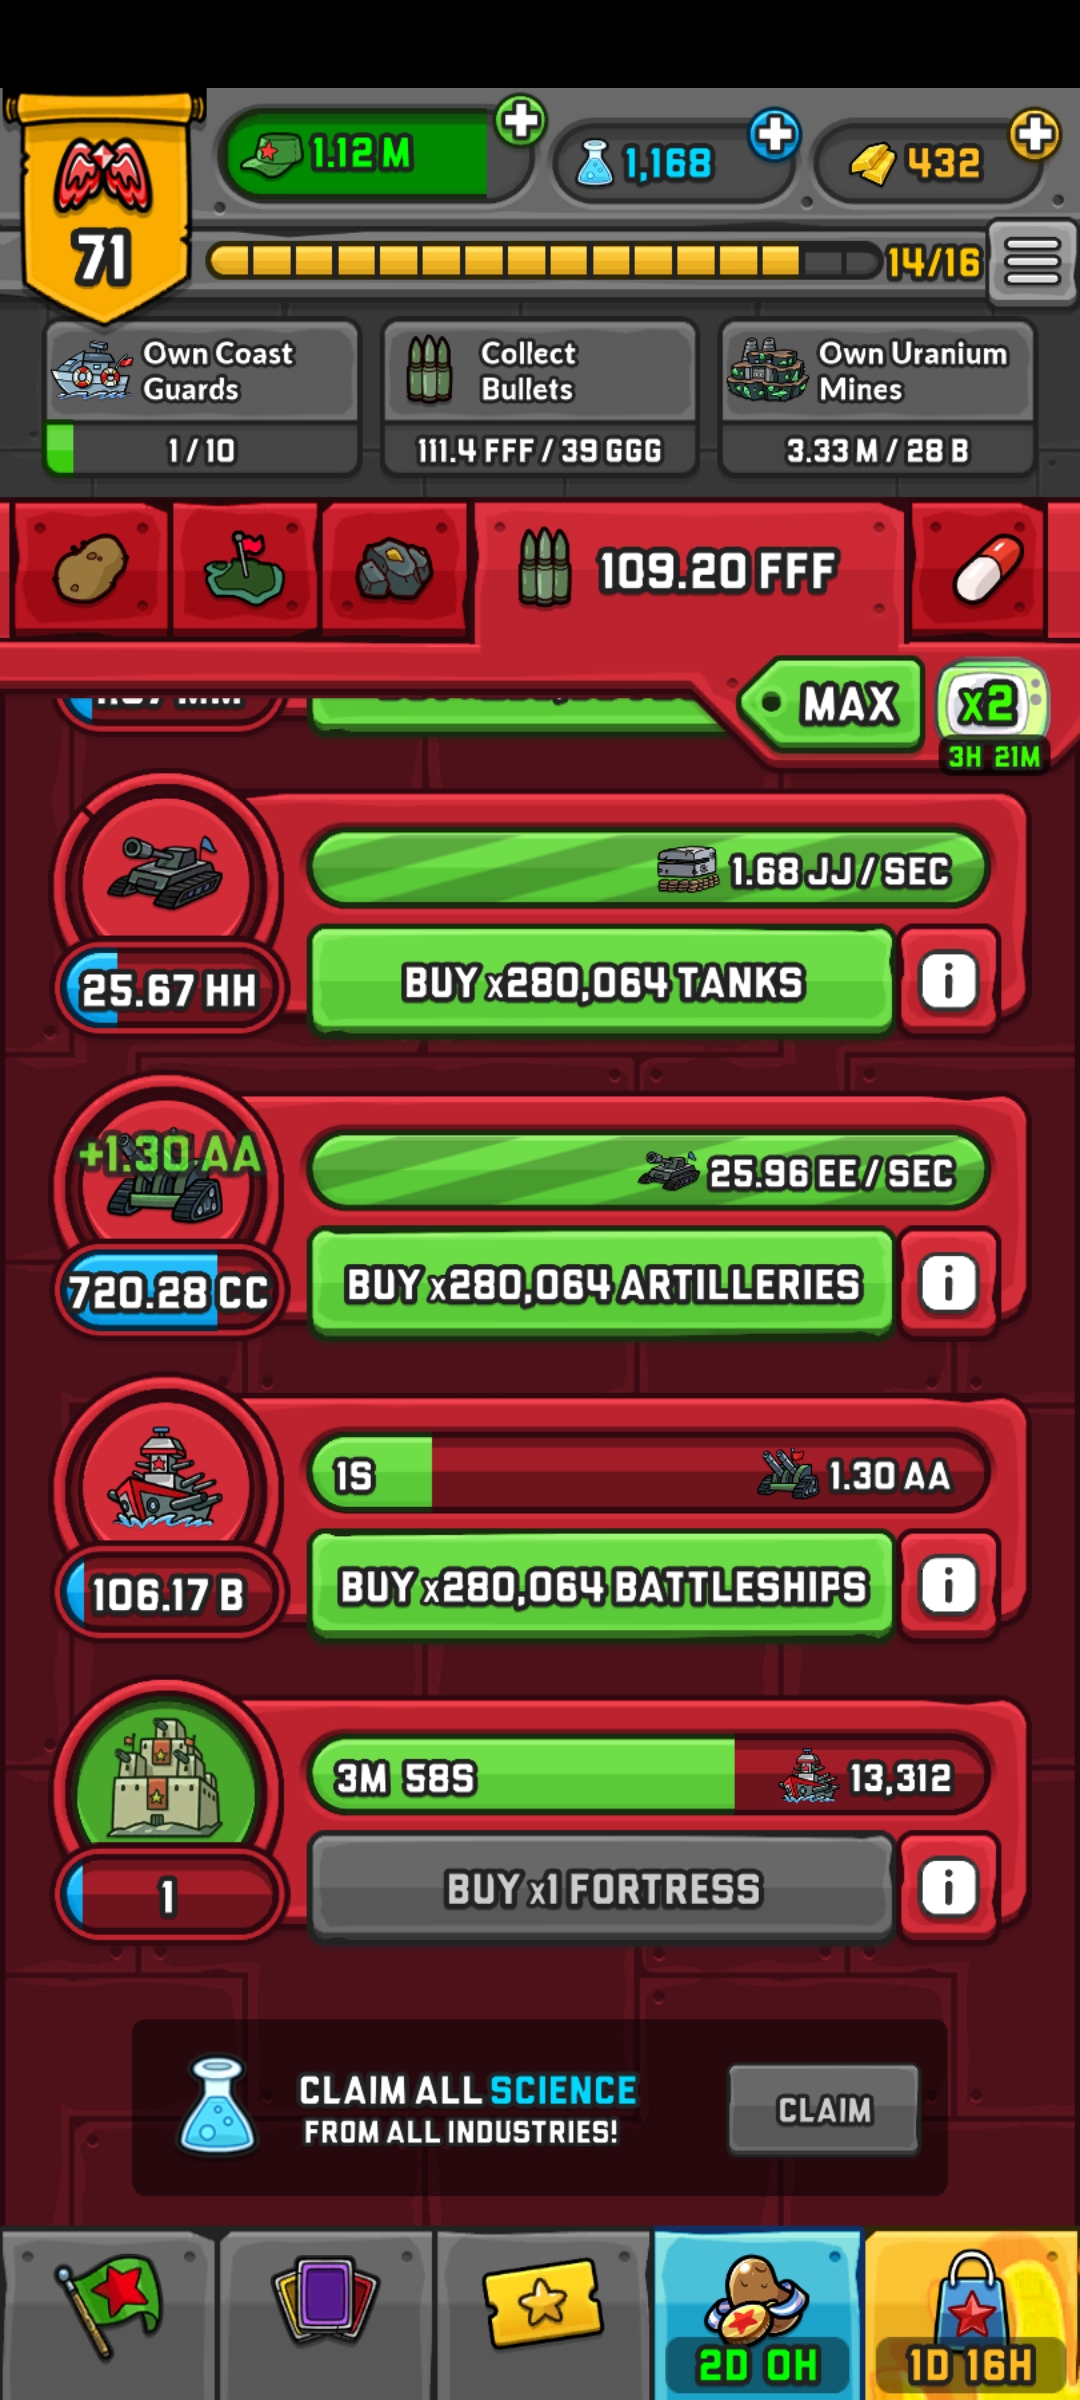 71
1.12 M
1,168
432
14/16
Own Coast
Guards
1 / 10
Collect
Bullets
111.4 FFF / 39 GGG
Own Uranium
Mines
3.33 M / 28 B
109.20 FFF
MAX
x2
3H 21M
1.68 JJ / SEC
25.67 HH
BUY x280,064 TANKS
i
+1.30 AA
25.96 EE / SEC
720.28 CC
BUY x280,064 ARTILLERIES
i
1S
1.30 AA
106.17 B
BUY x280,064 BATTLESHIPS
i
3M 58S
13,312
1
BUY x1 FORTRESS
i
CLAIM ALL SCIENCE
FROM ALL INDUSTRIES!
CLAIM
2D 0H
1D 16H